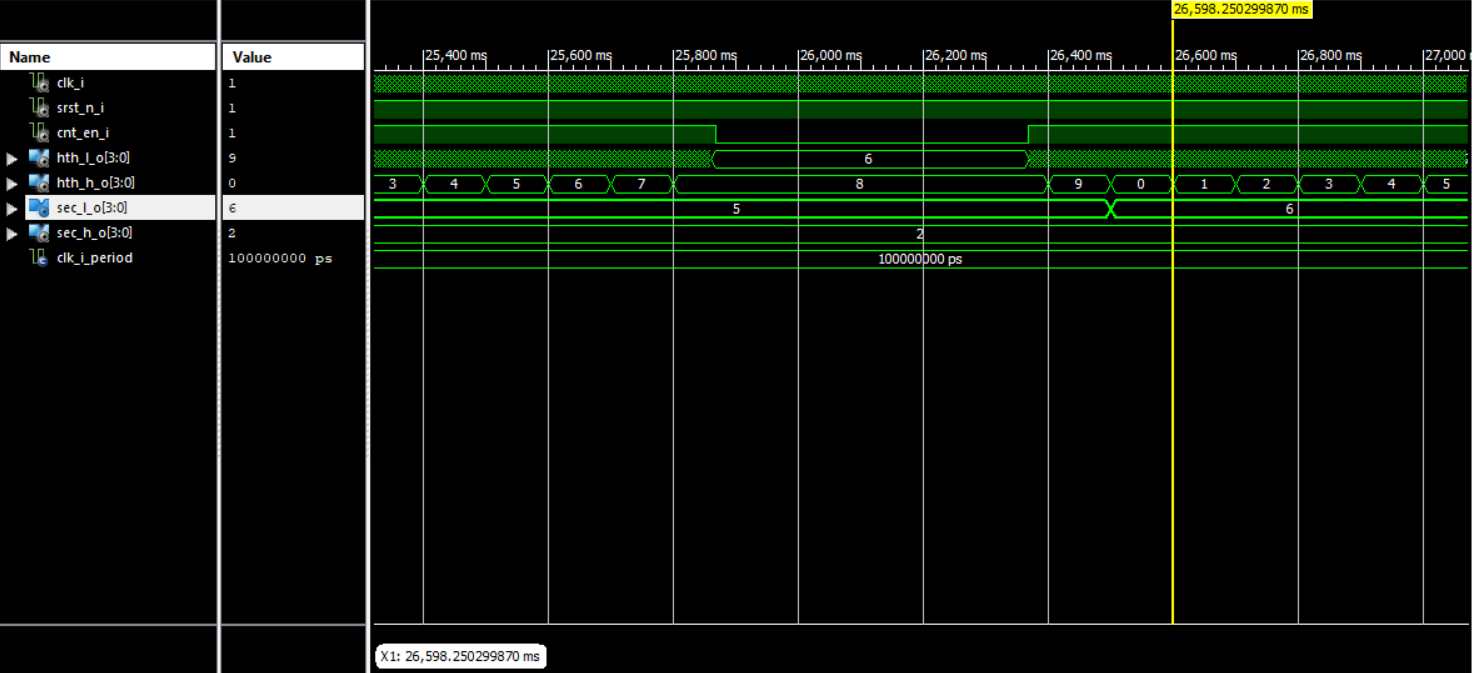 26,598.250299870 ms
Name Value
25,400 ms 25,600 ms 25,800 ms 26,000 ms 26,200 ms 26,400 ms 26,600 ms 26,800 ms 27,000
clk_i 1
srst_n_i 1
cnt_en_i 1
hth_l_o[3:0] 9 6
hth_h_o[3:0] 0 3 4 5 6 7 8 9 0 1 2 3 4 5
sec_l_o[3:0] 6 5 6
sec_h_o[3:0] 2 2
clk_i_period 100000000 ps 100000000 ps
X1: 26,598.250299870 ms